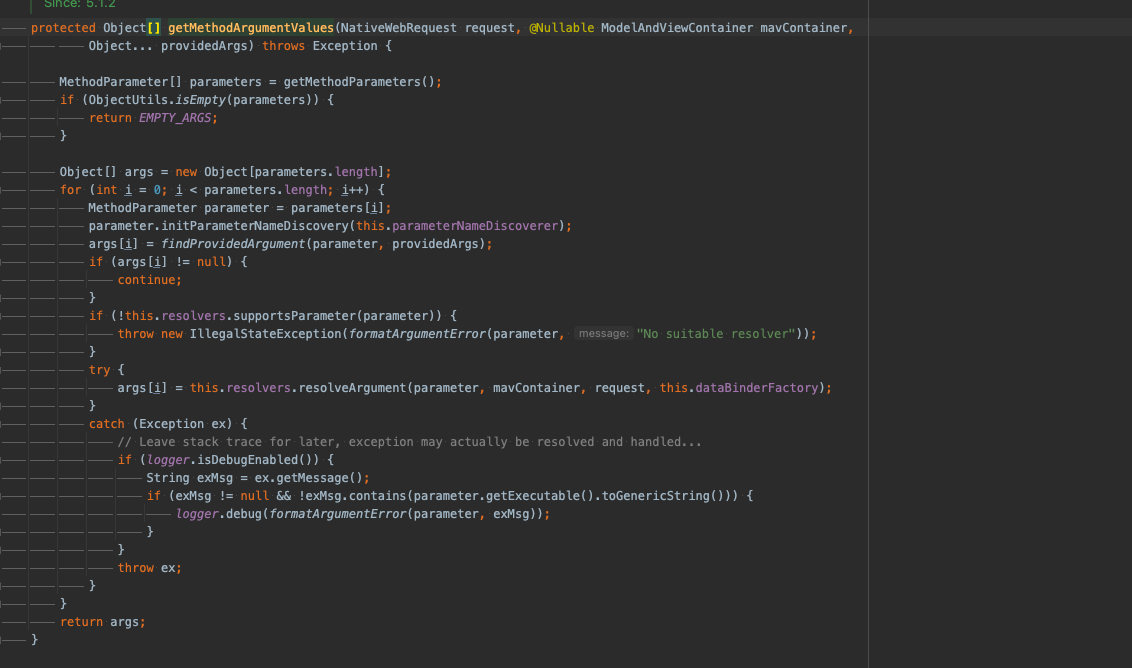 Since: 5.1.2
protected Object[] getMethodArgumentValues(NativeWebRequest request, @Nullable ModelAndViewContainer mavContainer,
Object... providedArgs) throws Exception {
MethodParameter[] parameters = getMethodParameters();
if (ObjectUtils.isEmpty(parameters)) {
return EMPTY_ARGS;
}
Object[] args = new Object[parameters.length];
for (int i = 0; i < parameters.length; i++) {
MethodParameter parameter = parameters[i];
parameter.initParameterNameDiscovery(this.parameterNameDiscoverer);
args[i] = findProvidedArgument(parameter, providedArgs);
if (args[i] != null) {
continue;
}
if (!this.resolvers.supportsParameter(parameter)) {
throw new IllegalStateException(formatArgumentError(parameter, message: "No suitable resolver"));
}
try {
args[i] = this.resolvers.resolveArgument(parameter, mavContainer, request, this.dataBinderFactory);
}
catch (Exception ex) {
// Leave stack trace for later, exception may actually be resolved and handled...
if (logger.isDebugEnabled()) {
String exMsg = ex.getMessage();
if (exMsg != null && !exMsg.contains(parameter.getExecutable().toGenericString())) {
logger.debug(formatArgumentError(parameter, exMsg));
}
}
throw ex;
}
}
return args;
}